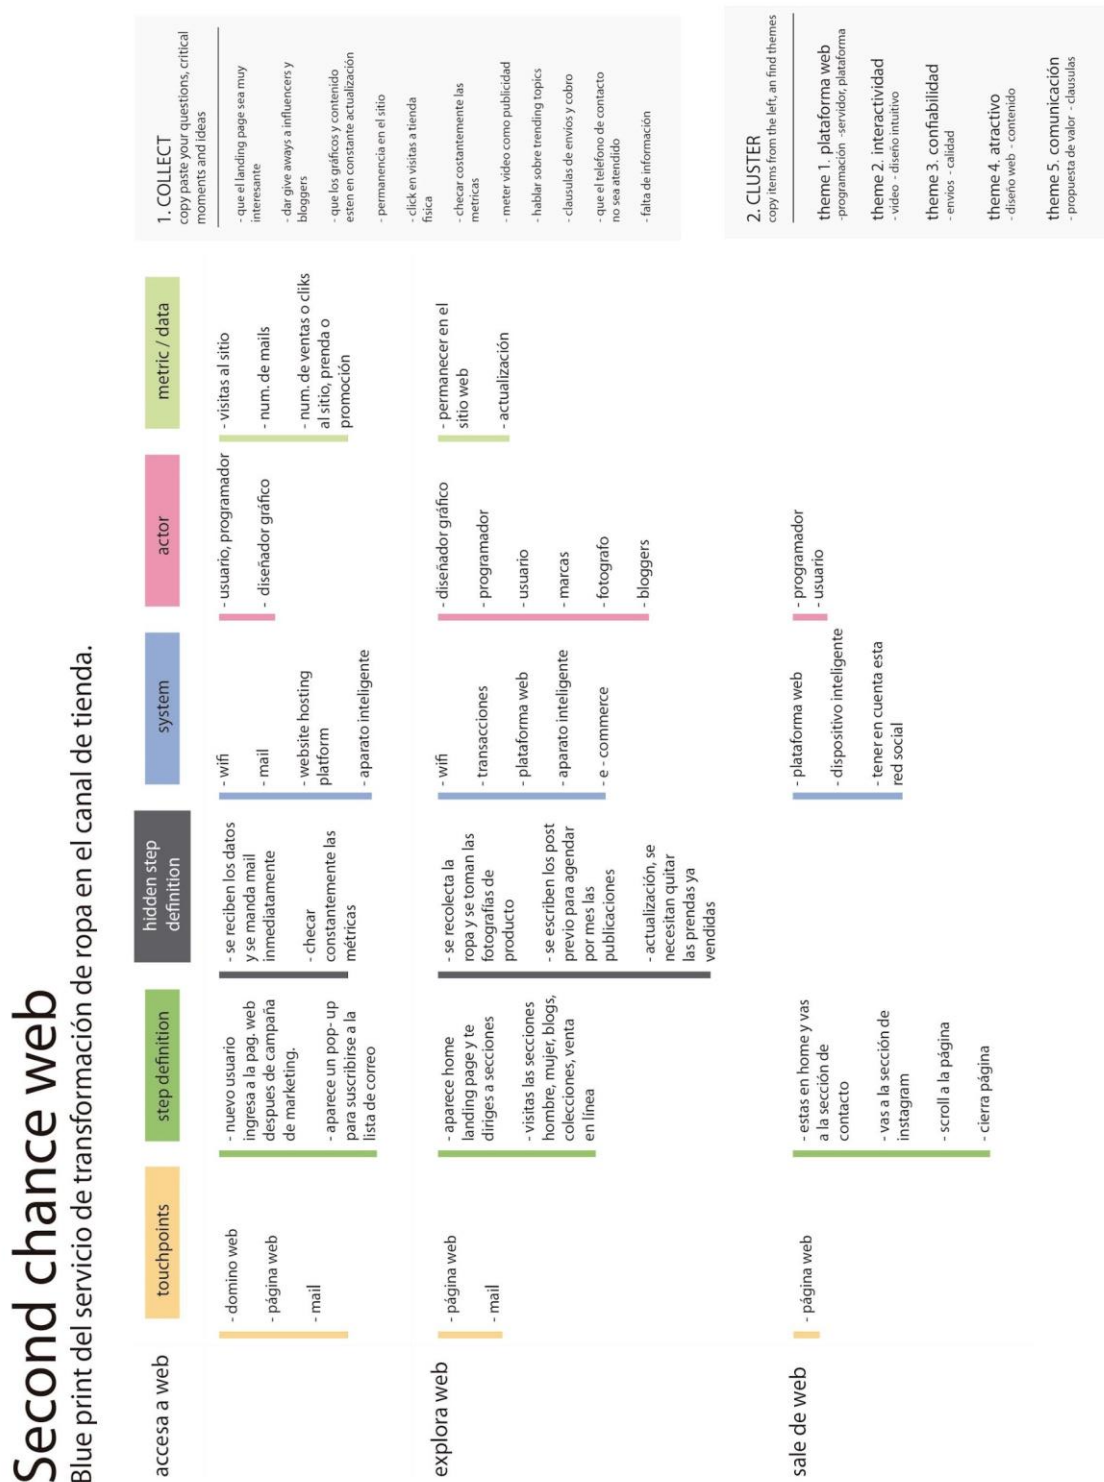 Second chance web
Blue print del servicio de transformación de ropa en el canal de tienda.
touchpoints
step definition
hidden step
definition
system
actor
metric / data
accesa a web
- domino web
- página web
- mail
- nuevo usuario
ingresa a la pag. web
despues de campaña
de marketing.
- aparece un pop- up
para suscribirse a la
lista de correo
- se reciben los datos
y se manda mail
inmediatamente
- checar
constantemente las
métricas
- wifi
- mail
- website hosting
platform
- aparato inteligente
- usuario, programador
- diseñador gráfico
- visitas al sitio
- num. de mails
- num. de ventas o cliks
al sitio, prenda o
promoción
explora web
- página web
- mail
- aparece home
landing page y te
diriges a secciones
- visitas las secciones
hombre, mujer, blogs,
colecciones, venta
en línea
- se recolecta la
ropa y se toman las
fotografías de
producto
- se escriben los post
previo para agendar
por mes las
publicaciones
- actualización, se
necesitan quitar
las prendas ya
vendidas
- wifi
- transacciones
- plataforma web
- aparato inteligente
- e - commerce
- diseñador gráfico
- programador
- usuario
- marcas
- fotografo
- bloggers
- permanecer en el
sitio web
- actualización
sale de web
- página web
- estas en home y vas
a la sección de
contacto
- vas a la sección de
instagram
- scroll a la página
- cierra página
- plataforma web
- dispositivo inteligente
- tener en cuenta esta
red social
- programador
- usuario
1. COLLECT
copy paste your questions, critical
moments and ideas
- que el landing page sea muy
interesante
- dar give aways a influencers y
bloggers
- que los gráficos y contenido
esten en constante actualización
- permanencia en el sitio
- click en visitas a tienda
fisica
- checar costantemente las
metricas
- meter video como publicidad
- hablar sobre trending topics
- clausulas de envíos y cobro
- que el telefono de contacto
no sea atendido
- falta de información
2. CLUSTER
copy items from the left, an find themes
theme 1. plataforma web
-programación -servidor, plataforma
theme 2. interactividad
- video - diseño intuitivo
theme 3. confiabilidad
- envios - calidad
theme 4. atractivo
- diseño web - contenido
theme 5. comunicación
- propuesta de valor - clausulas